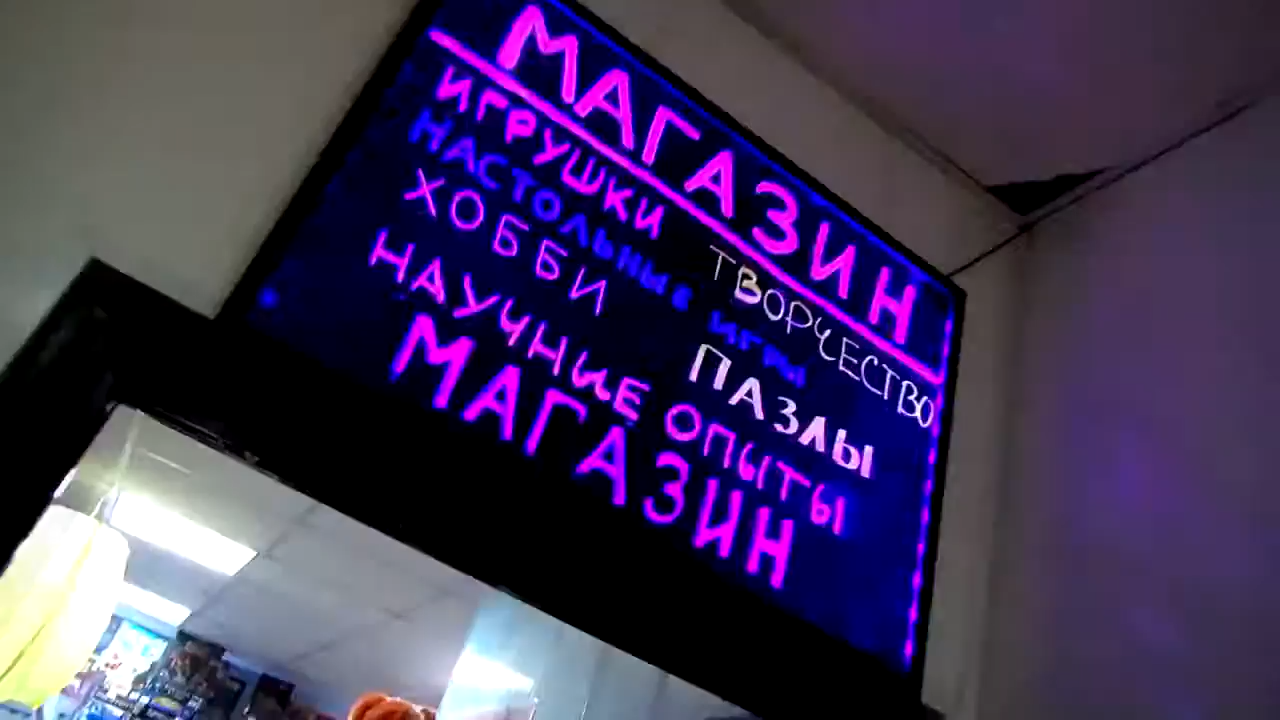 МАГАЗИН
ИГРУШКИ ТВОРЧЕСТВО
НАСТОЛЬНЫЕ ИГРЫ
ХОББИ ПАЗЛЫ
НАУЧНЫЕ ОПЫТЫ
МАГАЗИН